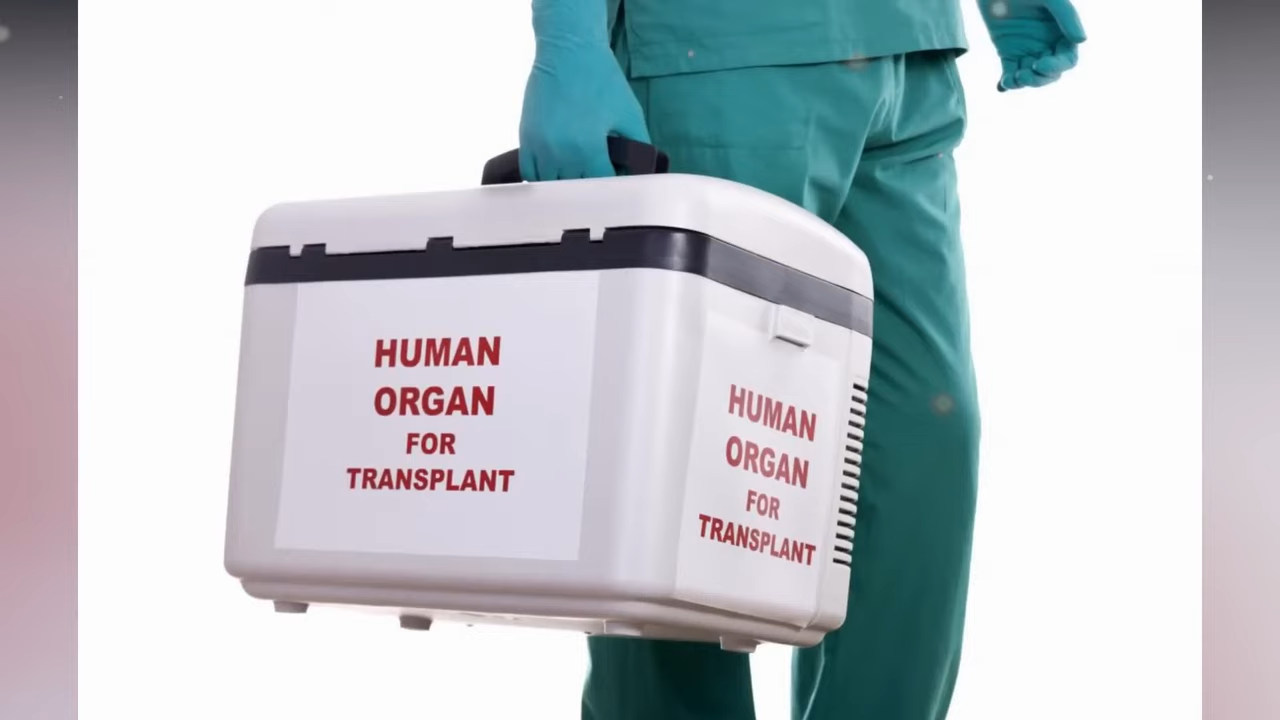 HUMAN
ORGAN
FOR
TRANSPLANT
HUMAN
ORGAN
FOR
TRANSPLANT